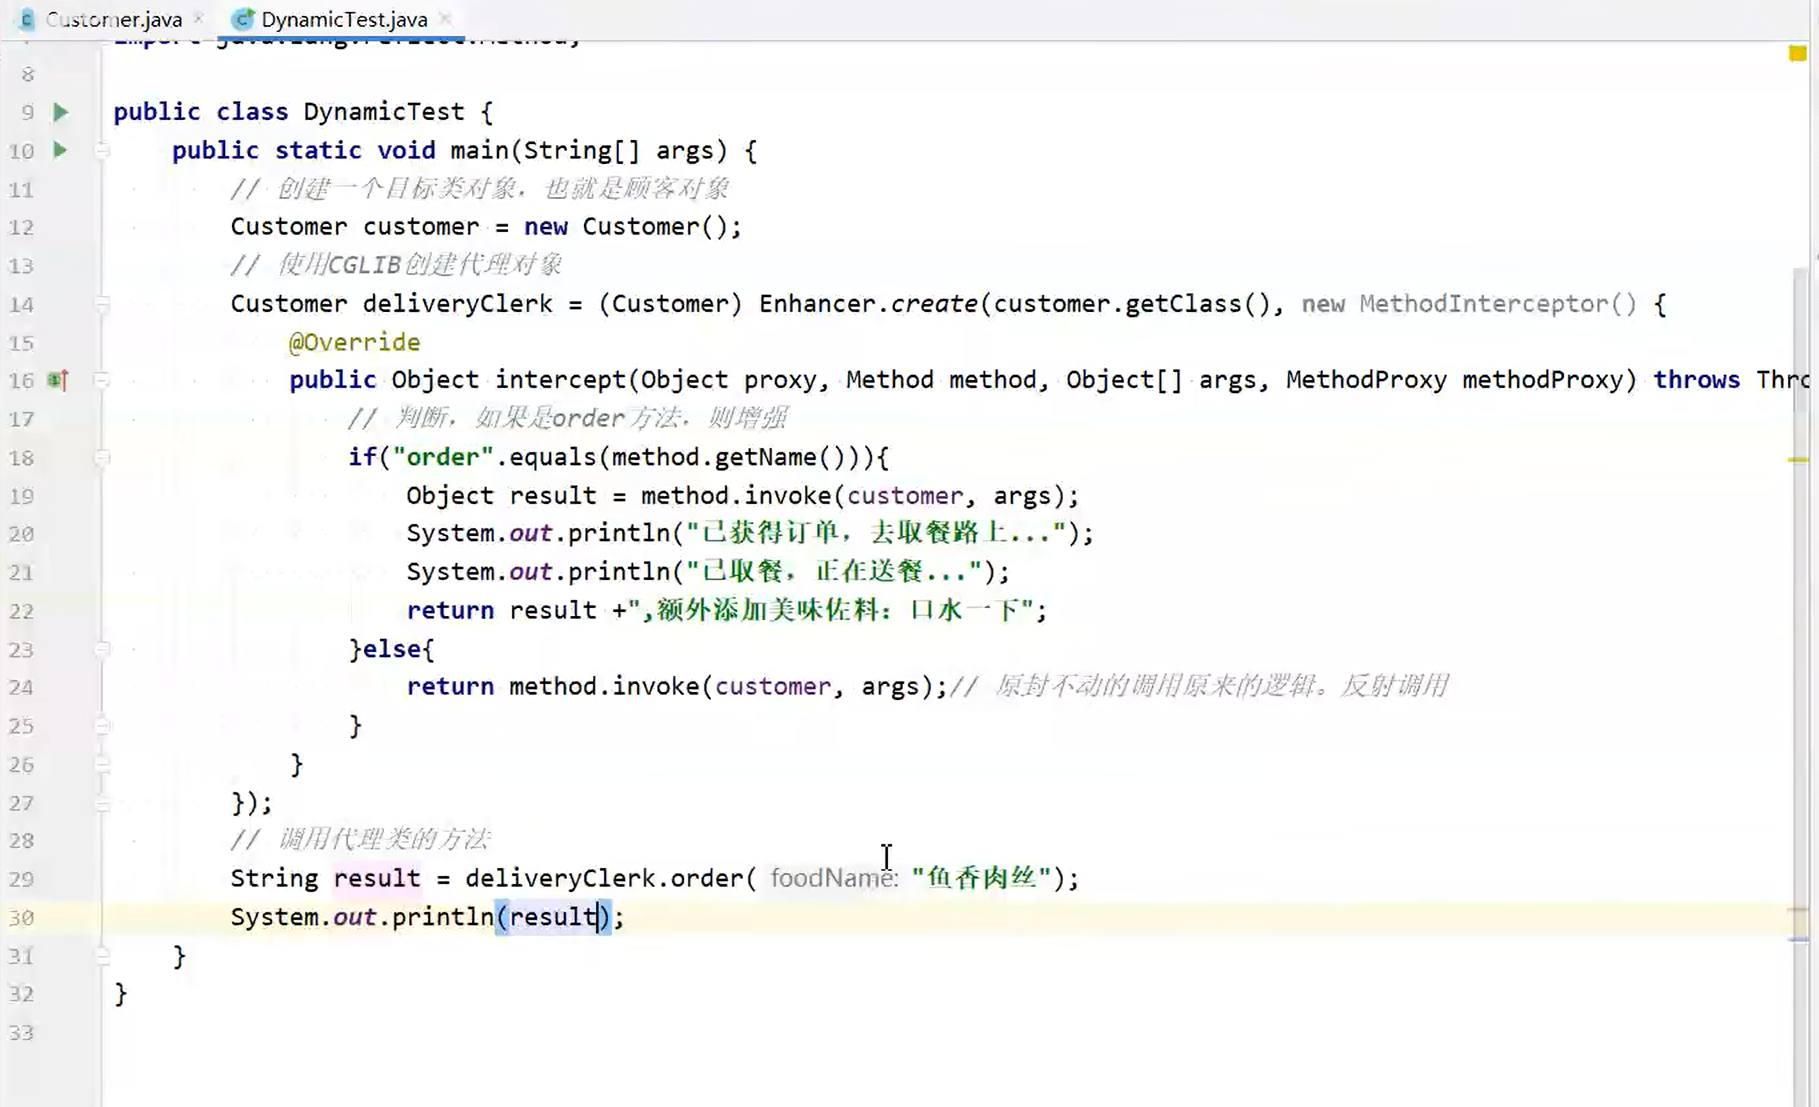 Customer.java
DynamicTest.java
import java.lang.reflect.Method;
8
9 public class DynamicTest {
10 public static void main(String[] args) {
11 // 创建一个目标类对象，也就是顾客对象
12 Customer customer = new Customer();
13 // 使用CGLIB创建代理对象
14 Customer deliveryClerk = (Customer) Enhancer.create(customer.getClass(), new MethodInterceptor() {
15 @Override
16 public Object intercept(Object proxy, Method method, Object[] args, MethodProxy methodProxy) throws Thro
17 // 判断，如果是order方法，则增强
18 if("order".equals(method.getName())){
19 Object result = method.invoke(customer, args);
20 System.out.println("已获得订单，去取餐路上...");
21 System.out.println("已取餐，正在送餐...");
22 return result +",额外添加美味佐料：口水一下";
23 }else{
24 return method.invoke(customer, args);// 原封不动的调用原来的逻辑。反射调用
25 }
26 }
27 });
28 // 调用代理类的方法
29 String result = deliveryClerk.order( foodName: "鱼香肉丝");
30 System.out.println(result);
31 }
32 }
33